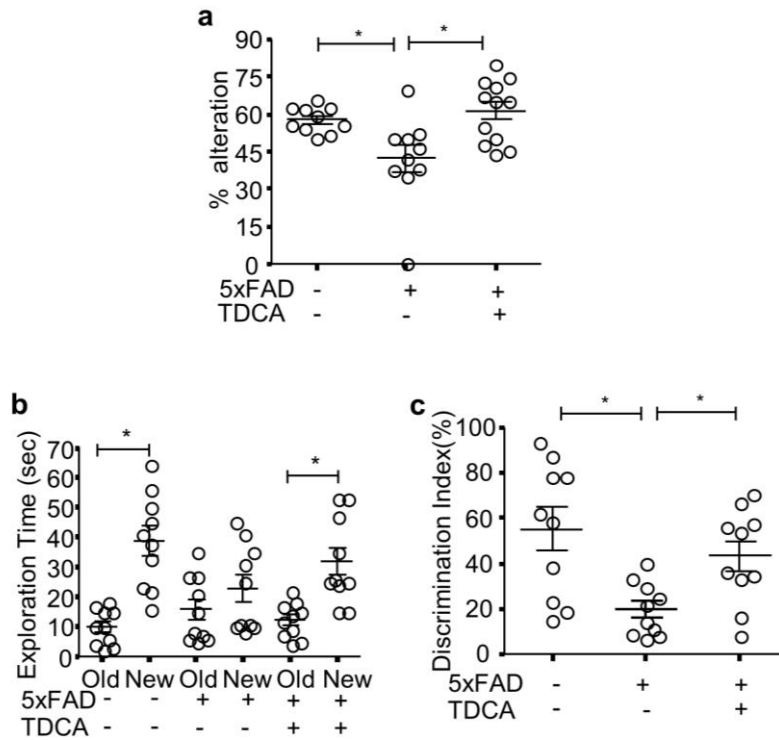 a
* *
90
75
60
45
30
15
0
% alteration
5xFAD - + +
TDCA - - +
b
* *
70
60
50
40
30
20
10
0
Exploration Time (sec)
Old New Old New Old New
5xFAD - - + + + +
TDCA - - - - + +
c
* *
100
80
60
40
20
0
Discrimination Index(%)
5xFAD - + +
TDCA - - +